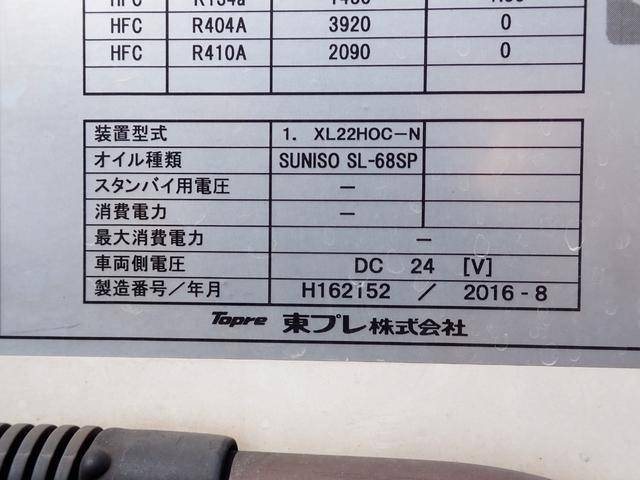 HFC R134a 1430
HFC R404A 3920 0
HFC R410A 2090 0
装置型式 1. XL22HOC-N
オイル種類 SUNISO SL-68SP
スタンバイ用電圧 —
消費電力 —
最大消費電力 —
車両側電圧 DC 24 [V]
製造番号/年月 H162152 / 2016-8
Topre 東プレ株式会社